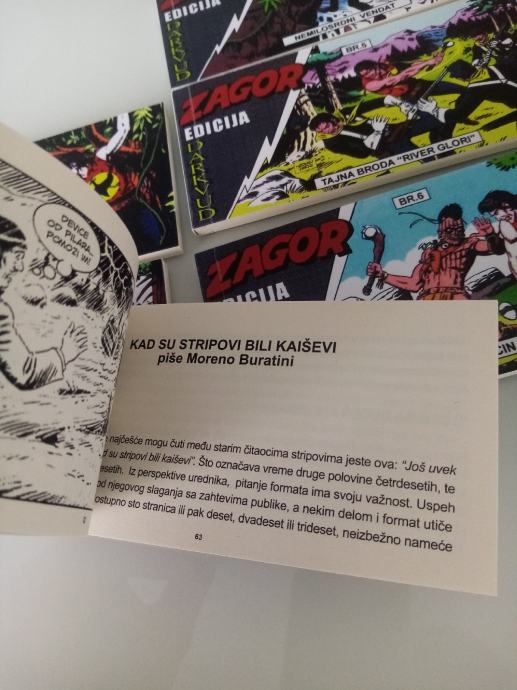 EDICIJA
DARKVUD
NEMILOSRDNI VENDAT
ZAGOR
BR.5
EDICIJA
DARKVUD
TAJNA BRODA "RIVER GLORI"
ZAGOR
BR.6
EDICIJA
CIN
DEVICE
OD PILARA,
POMOZI MI!
KAD SU STRIPOVI BILI KAIŠEVI
piše Moreno Buratini
najčešće mogu čuti među starim čitaocima stripovima jeste ova: "Još uvek
su stripovi bili kaiševi". Što označava vreme druge polovine četrdesetih, te
esetih. Iz perspektive urednika, pitanje formata ima svoju važnost. Uspeh
od njegovog slaganja sa zahtevima publike, a nekim delom i format utiče
ostupno sto stranica ili pak deset, dvadeset ili trideset, neizbežno nameće
63